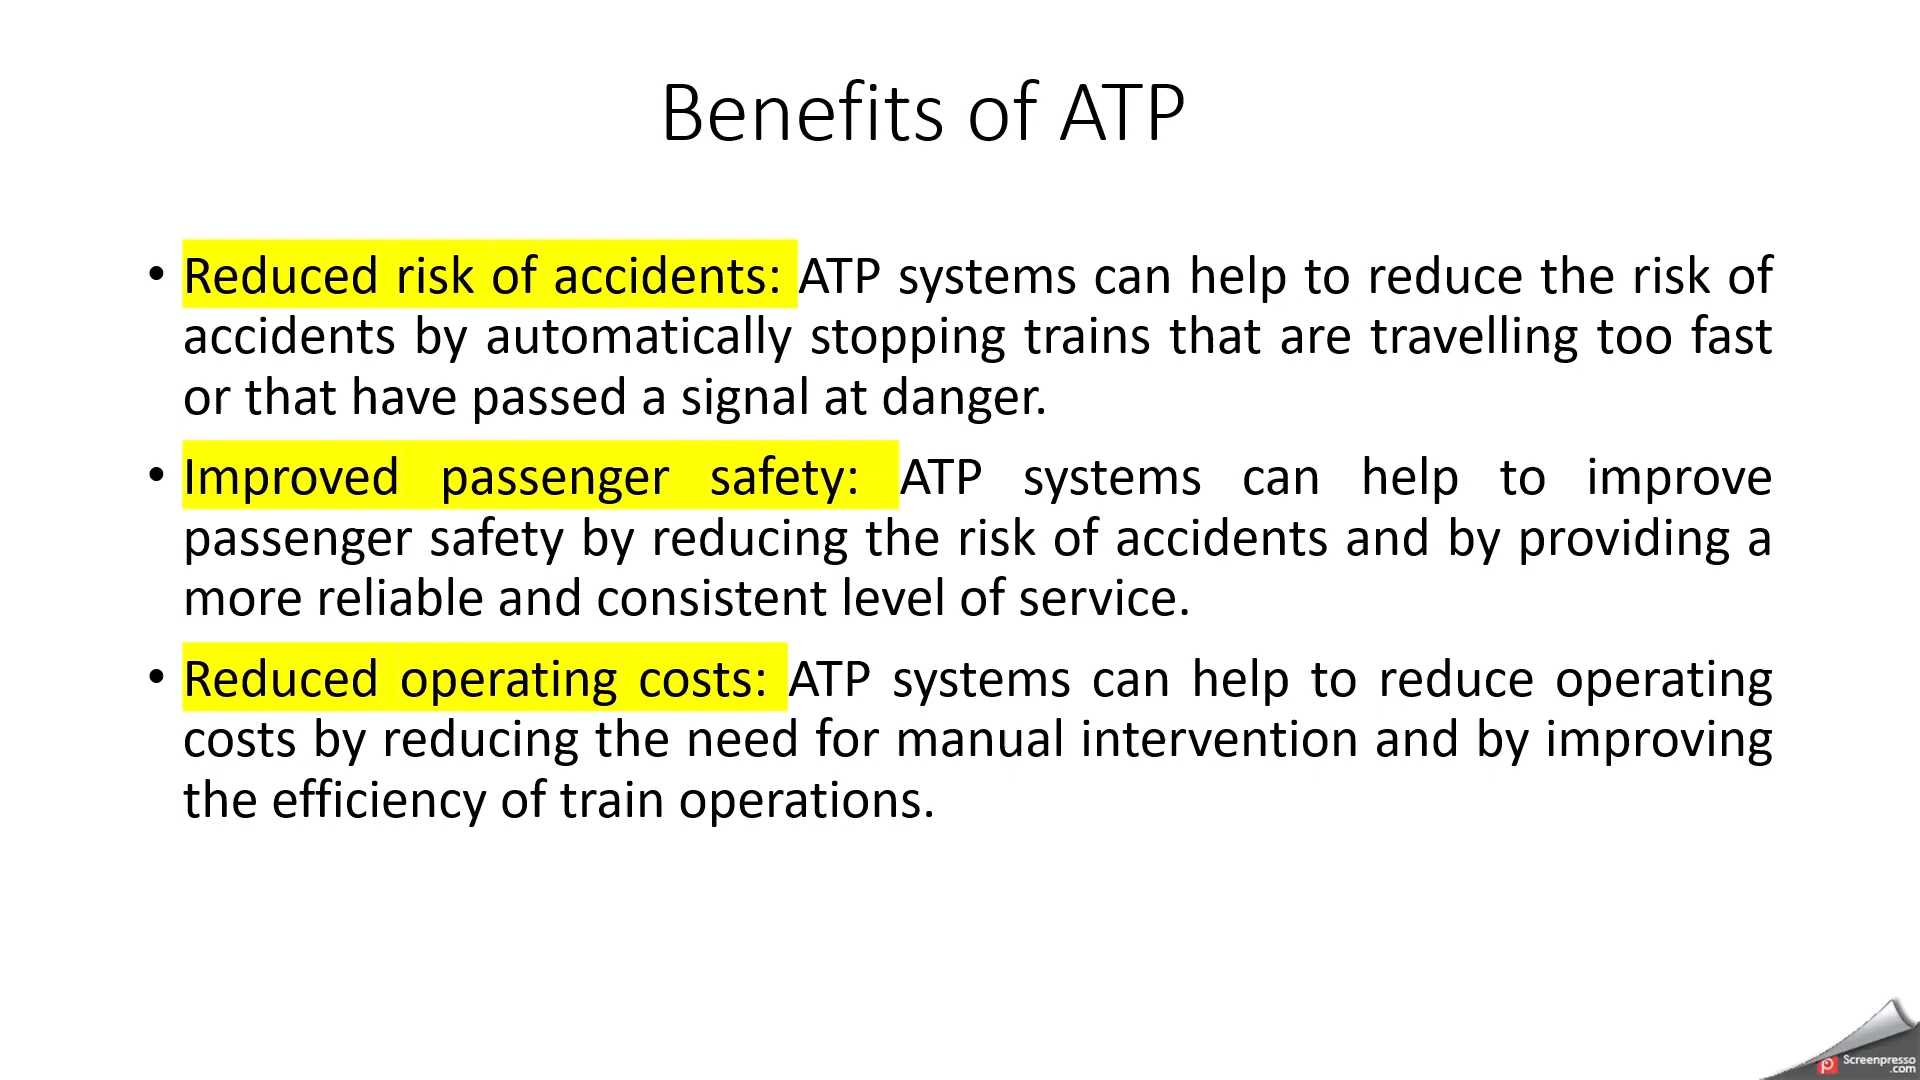 Benefits of ATP
• Reduced risk of accidents: ATP systems can help to reduce the risk of
accidents by automatically stopping trains that are travelling too fast
or that have passed a signal at danger.
• Improved passenger safety: ATP systems can help to improve
passenger safety by reducing the risk of accidents and by providing a
more reliable and consistent level of service.
• Reduced operating costs: ATP systems can help to reduce operating
costs by reducing the need for manual intervention and by improving
the efficiency of train operations.
Screenpresso
.com